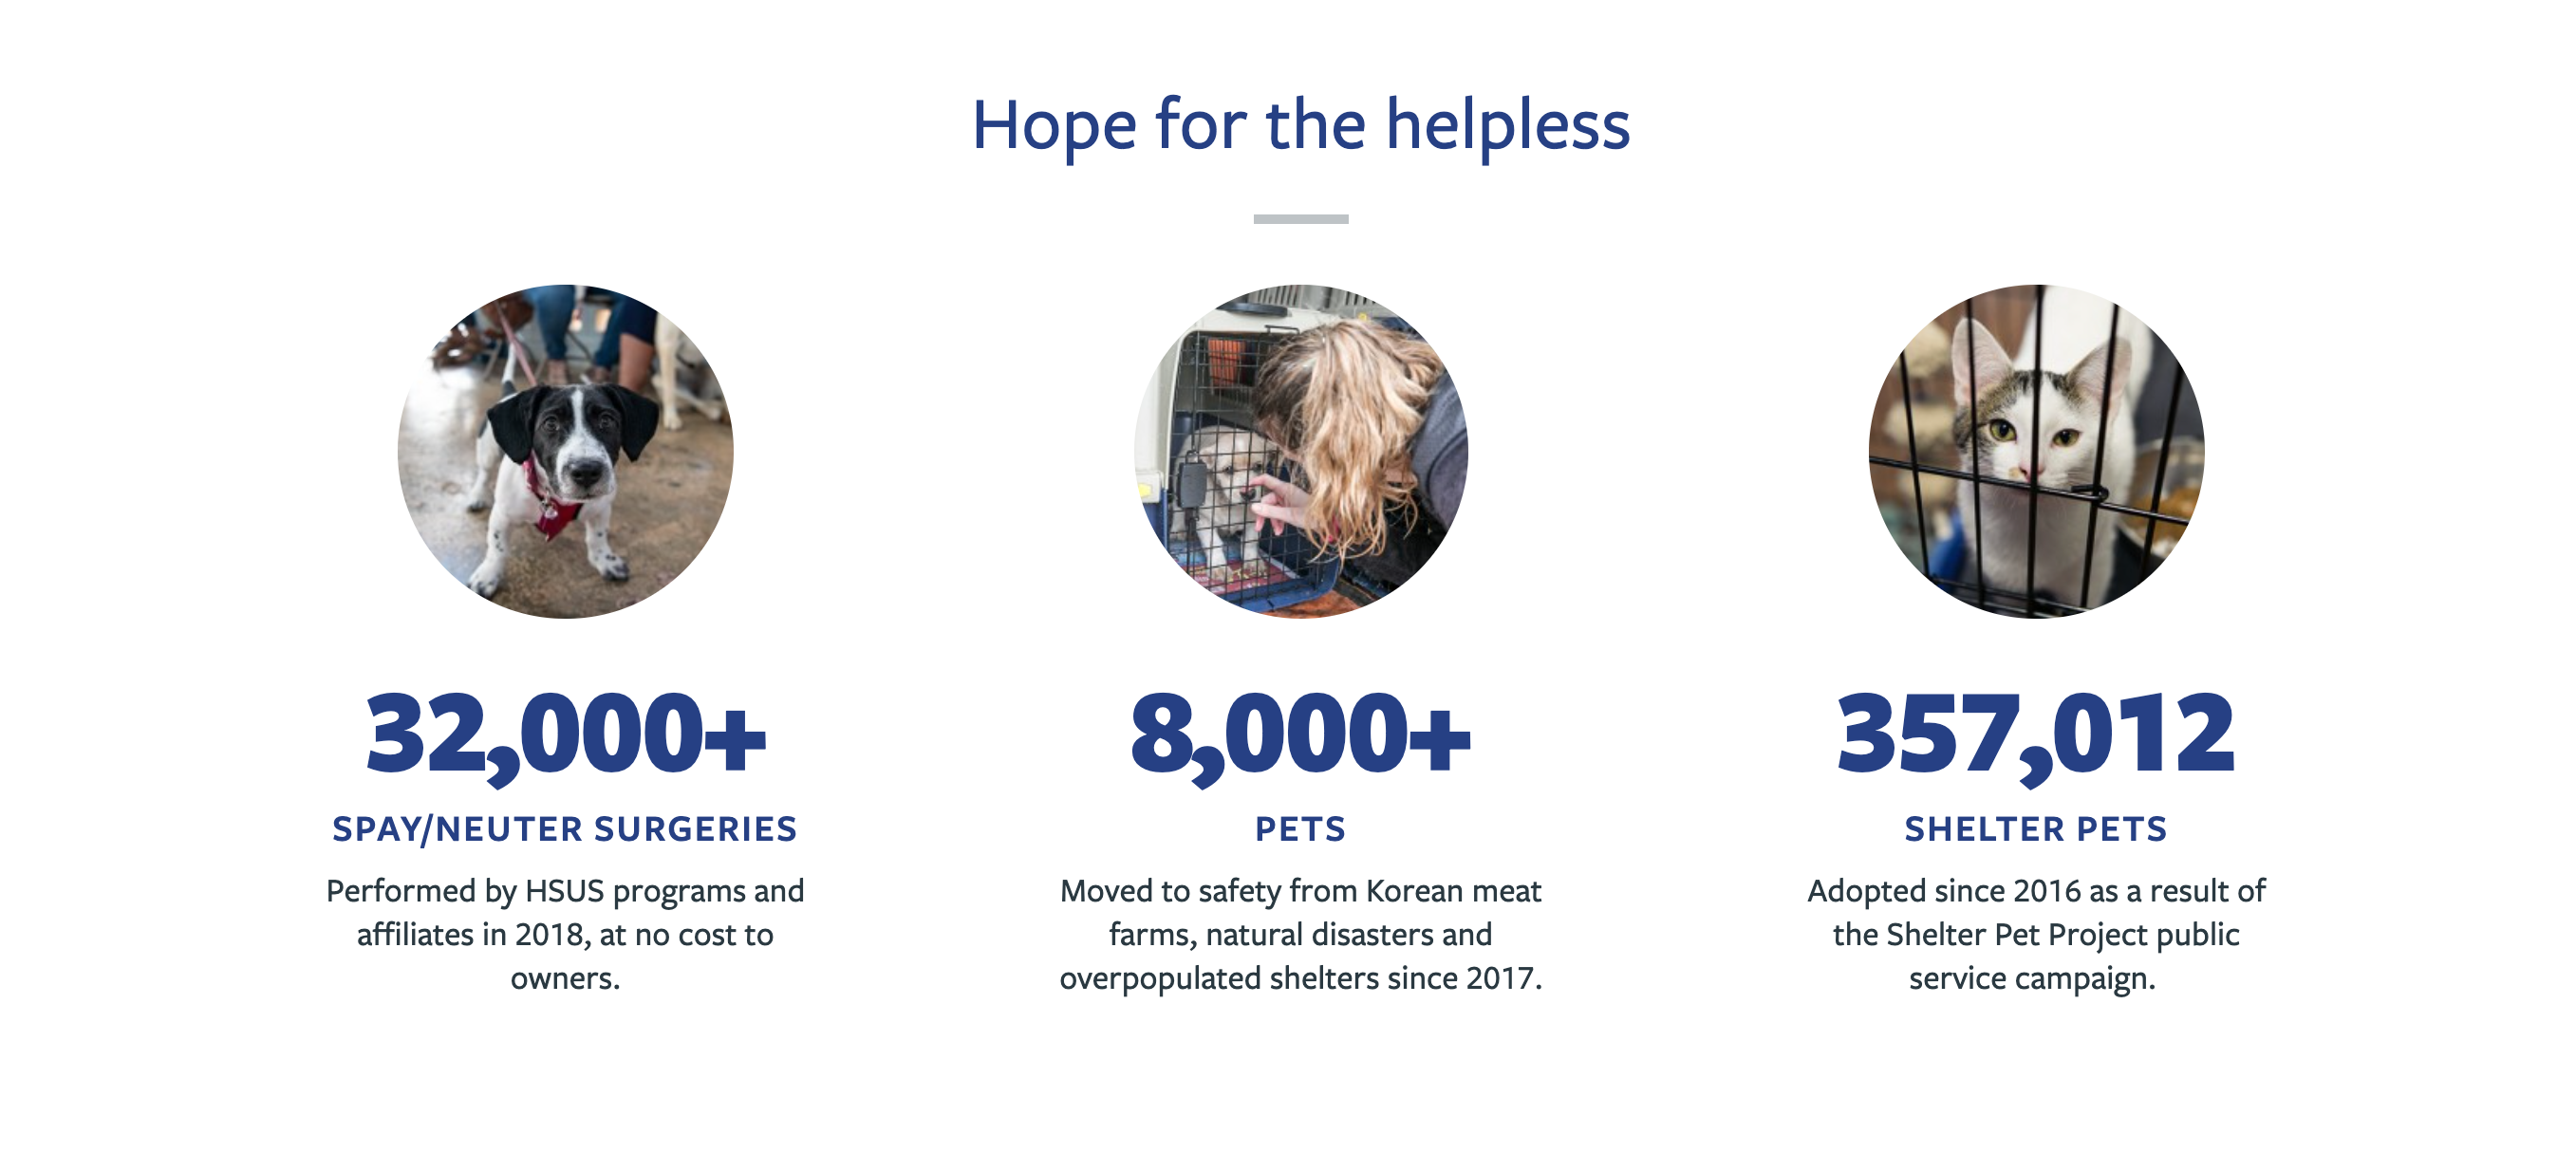 Hope for the helpless
32,000+
SPAY/NEUTER SURGERIES
Performed by HSUS programs and
affiliates in 2018, at no cost to
owners.
8,000+
PETS
Moved to safety from Korean meat
farms, natural disasters and
overpopulated shelters since 2017.
357,012
SHELTER PETS
Adopted since 2016 as a result of
the Shelter Pet Project public
service campaign.